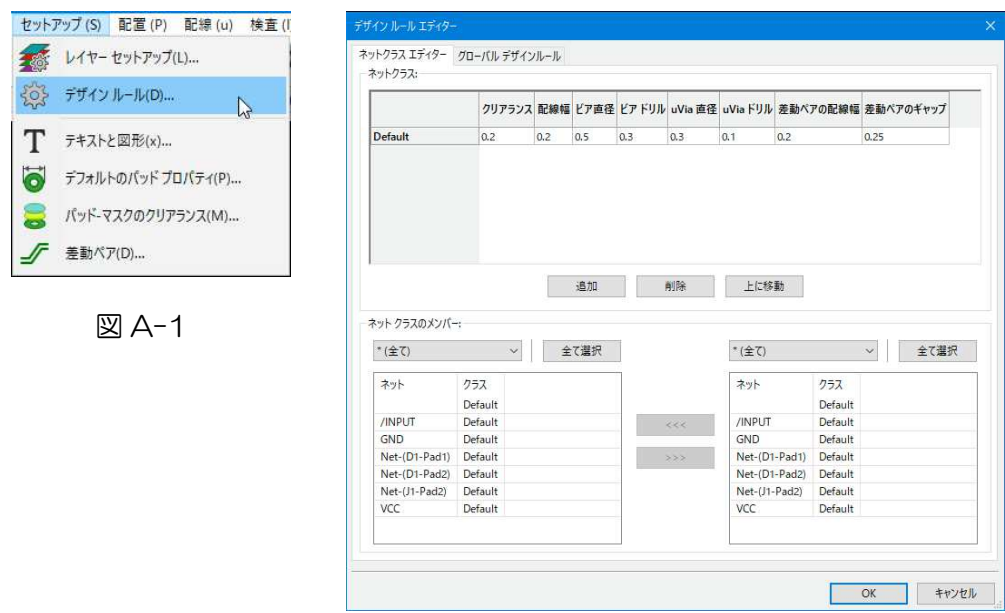 セットアップ (S) 配置 (P) 配線 (u) 検査 (I
レイヤー セットアップ(L)...
デザイン ルール(D)...
テキストと図形(x)...
デフォルトのパッド プロパティ(P)...
パッド-マスクのクリアランス(M)...
差動ペア(D)...
図 A-1
デザイン ルール エディター
ネットクラス エディター グローバル デザインルール
ネットクラス:
クリアランス 配線幅 ビア直径 ビア ドリル uVia 直径 uVia ドリル 差動ペアの配線幅 差動ペアのギャップ
Default 0.2 0.2 0.5 0.3 0.3 0.1 0.2 0.25
追加 削除 上に移動
ネット クラスのメンバー:
* (全て) 全て選択 * (全て) 全て選択
ネット クラス ネット クラス
Default Default
/INPUT Default <<< /INPUT Default
GND Default GND Default
Net-(D1-Pad1) Default >>> Net-(D1-Pad1) Default
Net-(D1-Pad2) Default Net-(D1-Pad2) Default
Net-(J1-Pad2) Default Net-(J1-Pad2) Default
VCC Default VCC Default
OK キャンセル